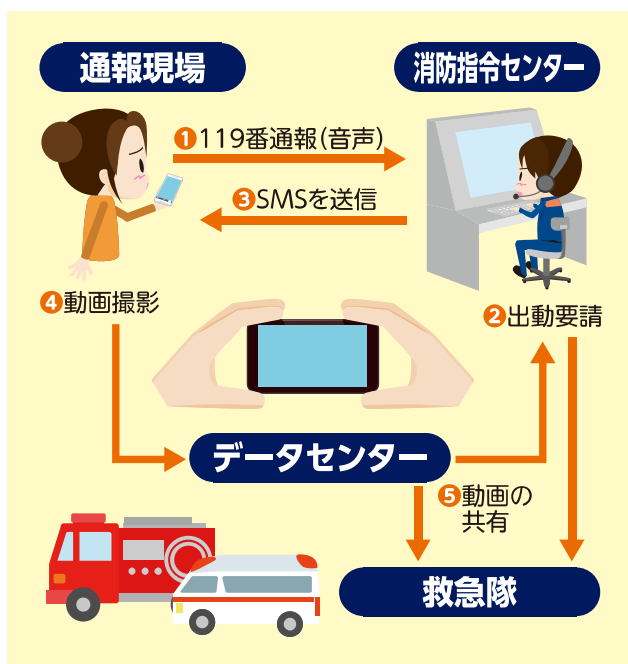 通報現場
消防指令センター
❶119番通報(音声)
❸SMSを送信
❹動画撮影
❷出動要請
データセンター
❺動画の
共有
救急隊